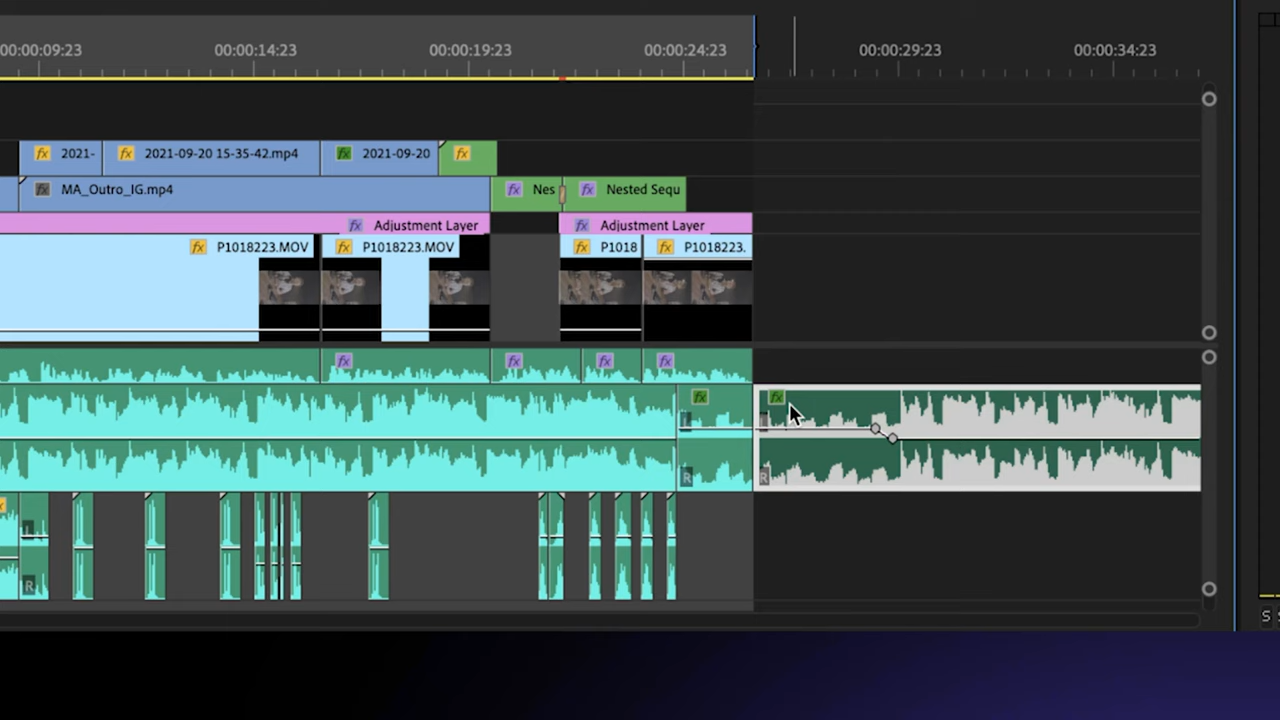 00:00:09:23 00:00:14:23 00:00:19:23 00:00:24:23 00:00:29:23 00:00:34:23
fx 2021- fx 2021-09-20 15-35-42.mp4 fx 2021-09-20 fx
fx MA_Outro_IG.mp4 fx Nes fx Nested Sequ
fx Adjustment Layer fx Adjustment Layer
fx P1018223.MOV fx P1018223.MOV fx P1018 fx P1018223.
fx fx fx fx
fx fx
R R
R
S S